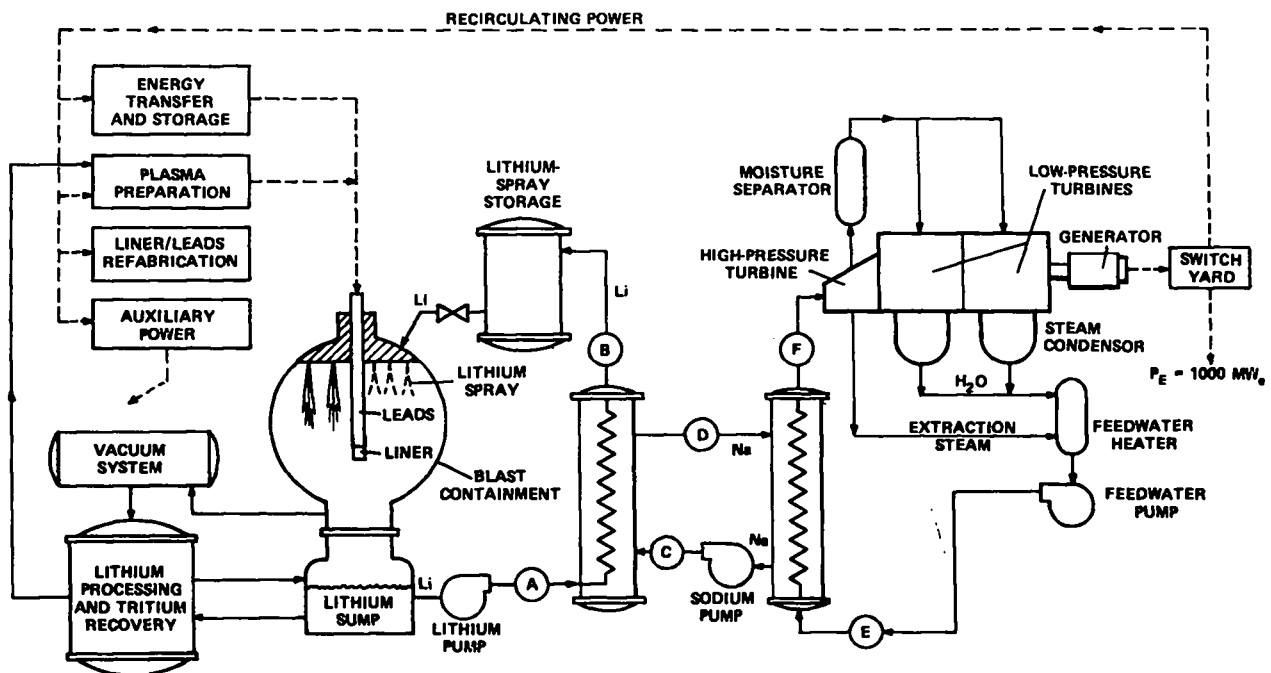 RECIRCULATING POWER
ENERGY
TRANSFER
AND STORAGE
PLASMA
PREPARATION
LINER/LEADS
REFABRICATION
AUXILIARY
POWER
VACUUM
SYSTEM
LITHIUM
PROCESSING
AND TRITIUM
RECOVERY
LITHIUM-
SPRAY
STORAGE
Li
Li
LITHIUM
SPRAY
LEADS
LINER
BLAST
CONTAINMENT
Li
LITHIUM
SUMP
LITHIUM
PUMP
A
B
C
D
Na
Na
SODIUM
PUMP
E
F
MOISTURE
SEPARATOR
HIGH-PRESSURE
TURBINE
LOW-PRESSURE
TURBINES
GENERATOR
SWITCH
YARD
STEAM
CONDENSOR
H₂O
EXTRACTION
STEAM
FEEDWATER
HEATER
FEEDWATER
PUMP
P_E = 1000 MW_e